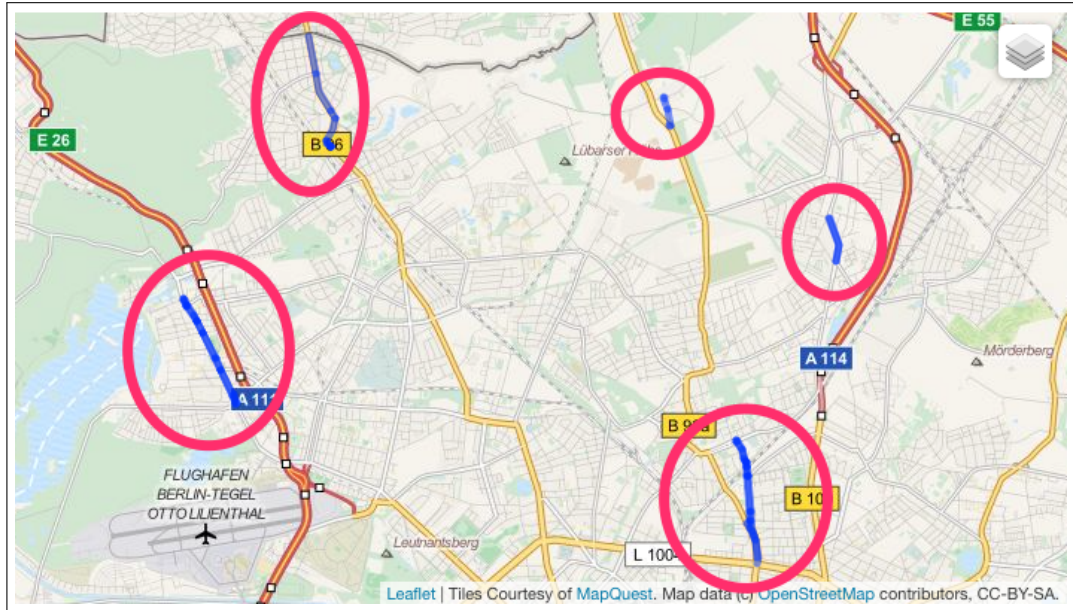 E 55
E 26
B 96
Lübarser Höhe
A 114
Mörderberg
A 111
B 96a
FLUGHAFEN
BERLIN-TEGEL
OTTO LILIENTHAL
B 109
L 1004
Leutnantsberg
Leaflet | Tiles Courtesy of MapQuest. Map data (c) OpenStreetMap contributors, CC-BY-SA.